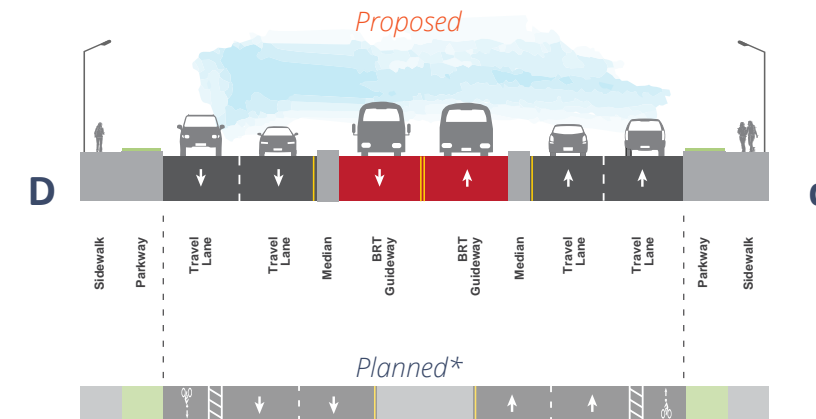 Proposed
D
Sidewalk
Parkway
Travel
Lane
Travel
Lane
Median
BRT
Guideway
BRT
Guideway
Median
Travel
Lane
Travel
Lane
Parkway
Sidewalk
Planned*